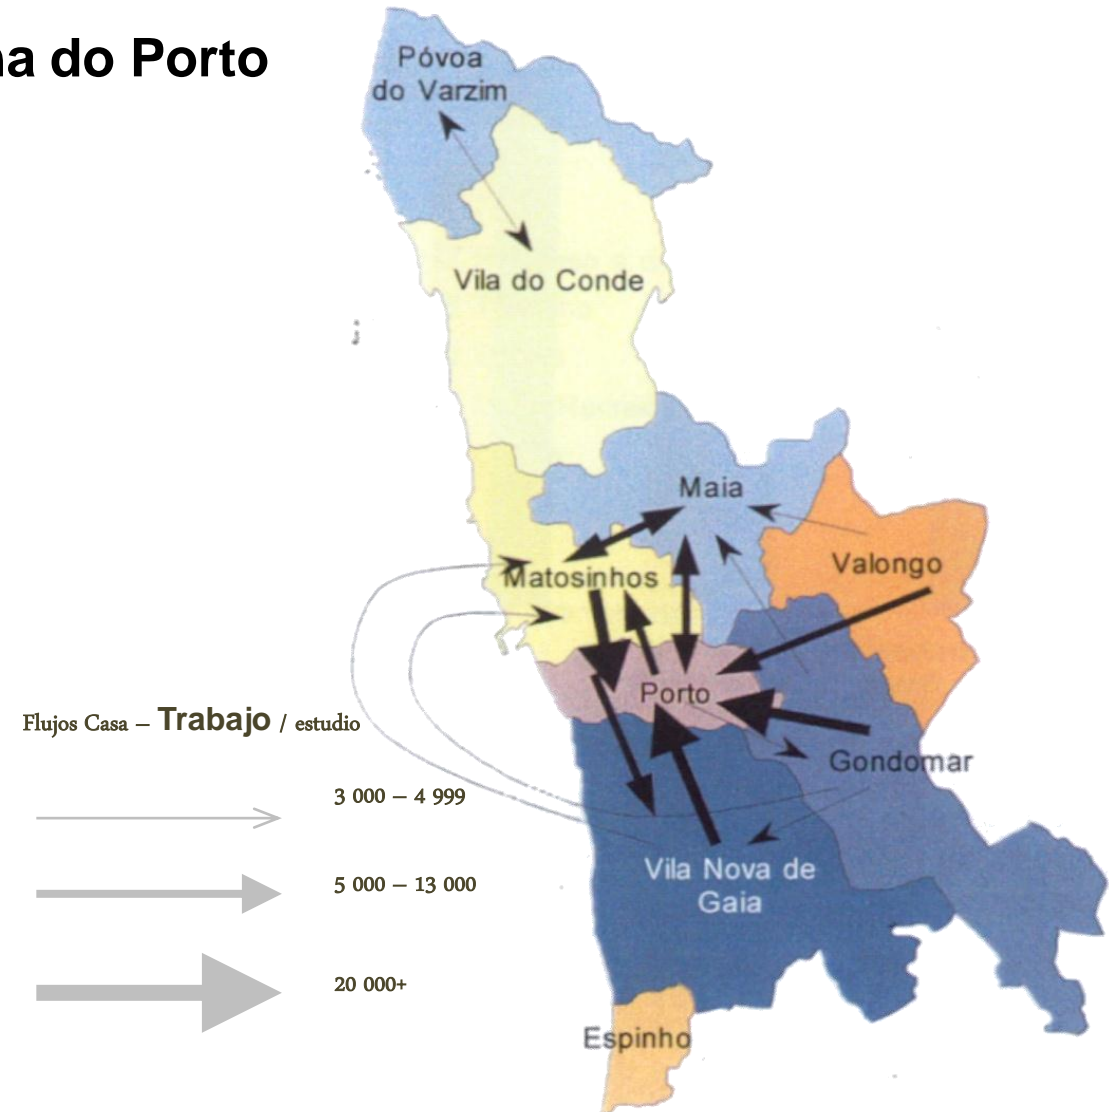 na do Porto
Póvoa
do Varzim
Vila do Conde
Maia
Valongo
Matosinhos
Porto
Gondomar
Vila Nova de
Gaia
Espinho
Flujos Casa – Trabajo / estudio
3 000 – 4 999
5 000 – 13 000
20 000+